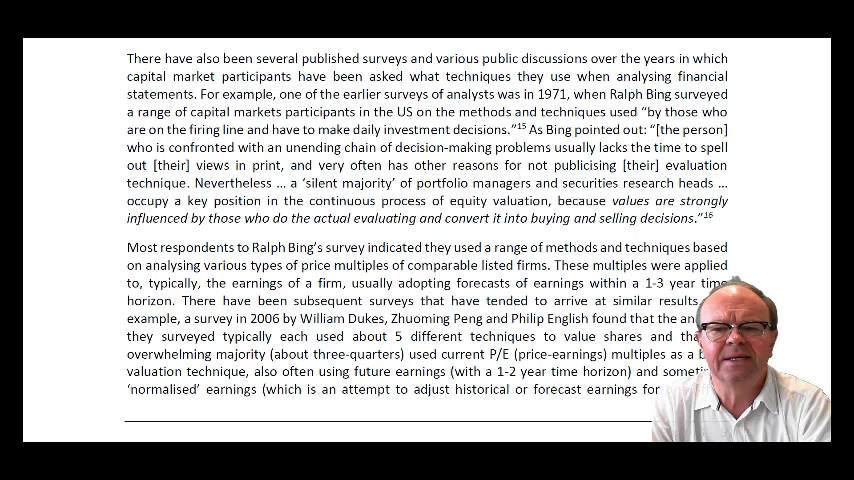 There have also been several published surveys and various public discussions over the years in which
capital market participants have been asked what techniques they use when analysing financial
statements. For example, one of the earlier surveys of analysts was in 1971, when Ralph Bing surveyed
a range of capital markets participants in the US on the methods and techniques used “by those who
are on the firing line and have to make daily investment decisions.”15 As Bing pointed out: “[the person]
who is confronted with an unending chain of decision-making problems usually lacks the time to spell
out [their] views in print, and very often has other reasons for not publicising [their] evaluation
technique. Nevertheless … a ‘silent majority’ of portfolio managers and securities research heads …
occupy a key position in the continuous process of equity valuation, because values are strongly
influenced by those who do the actual evaluating and convert it into buying and selling decisions.”16
Most respondents to Ralph Bing’s survey indicated they used a range of methods and techniques based
on analysing various types of price multiples of comparable listed firms. These multiples were applied
to, typically, the earnings of a firm, usually adopting forecasts of earnings within a 1-3 year time
horizon. There have been subsequent surveys that have tended to arrive at similar results.
example, a survey in 2006 by William Dukes, Zhuoming Peng and Philip English found that the
they surveyed typically each used about 5 different techniques to value shares and
overwhelming majority (about three-quarters) used current P/E (price-earnings) multiples as a
valuation technique, also often using future earnings (with a 1-2 year time horizon) and
‘normalised’ earnings (which is an attempt to adjust historical or forecast earnings for